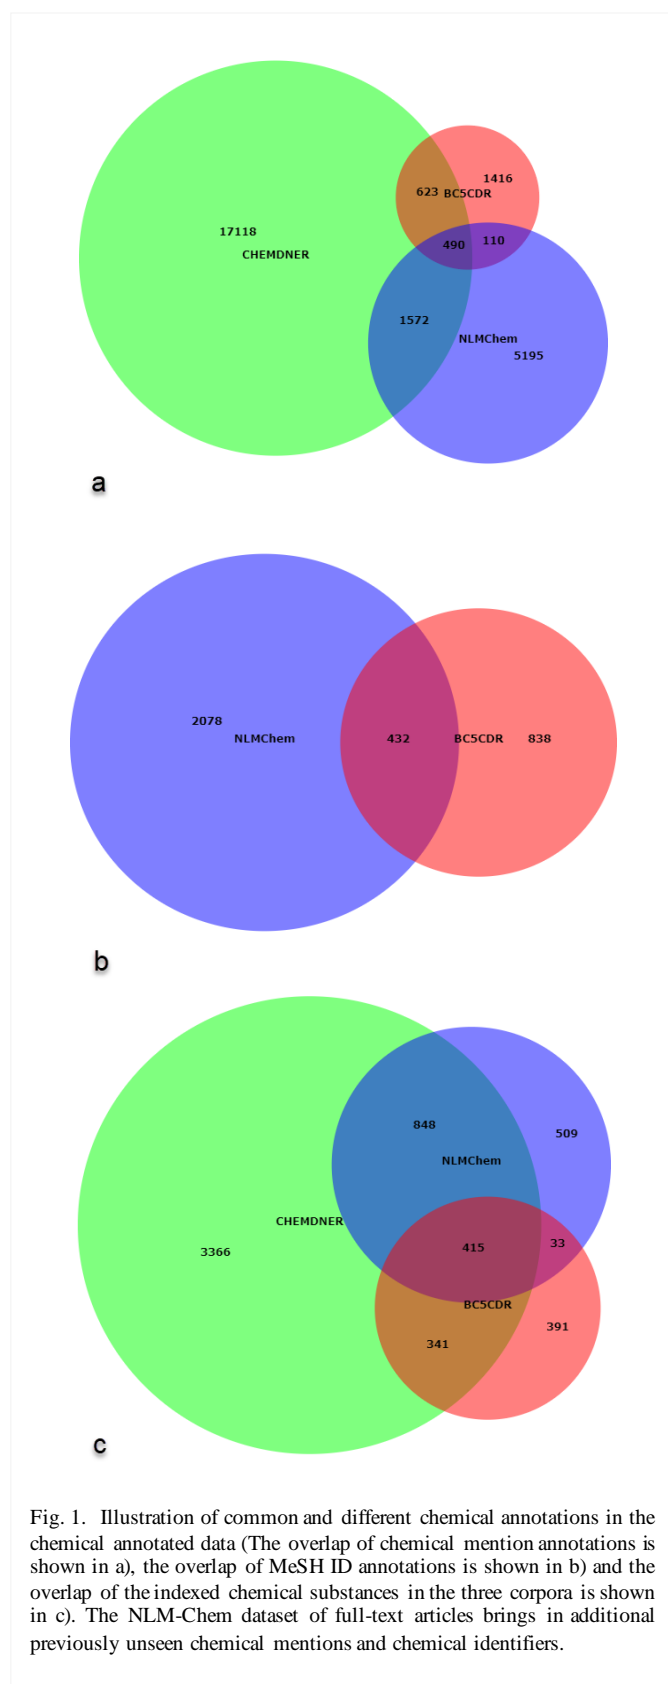 1416
623 BC5CDR
17118
CHEMDNER
490 110
1572
NLMChem
5195
a
2078
NLMChem
432 BC5CDR 838
b
848
509
NLMChem
CHEMDNER
3366
415 33
BC5CDR
391
341
c
Fig. 1. Illustration of common and different chemical annotations in the
chemical annotated data (The overlap of chemical mention annotations is
shown in a), the overlap of MeSH ID annotations is shown in b) and the
overlap of the indexed chemical substances in the three corpora is shown
in c). The NLM-Chem dataset of full-text articles brings in additional
previously unseen chemical mentions and chemical identifiers.